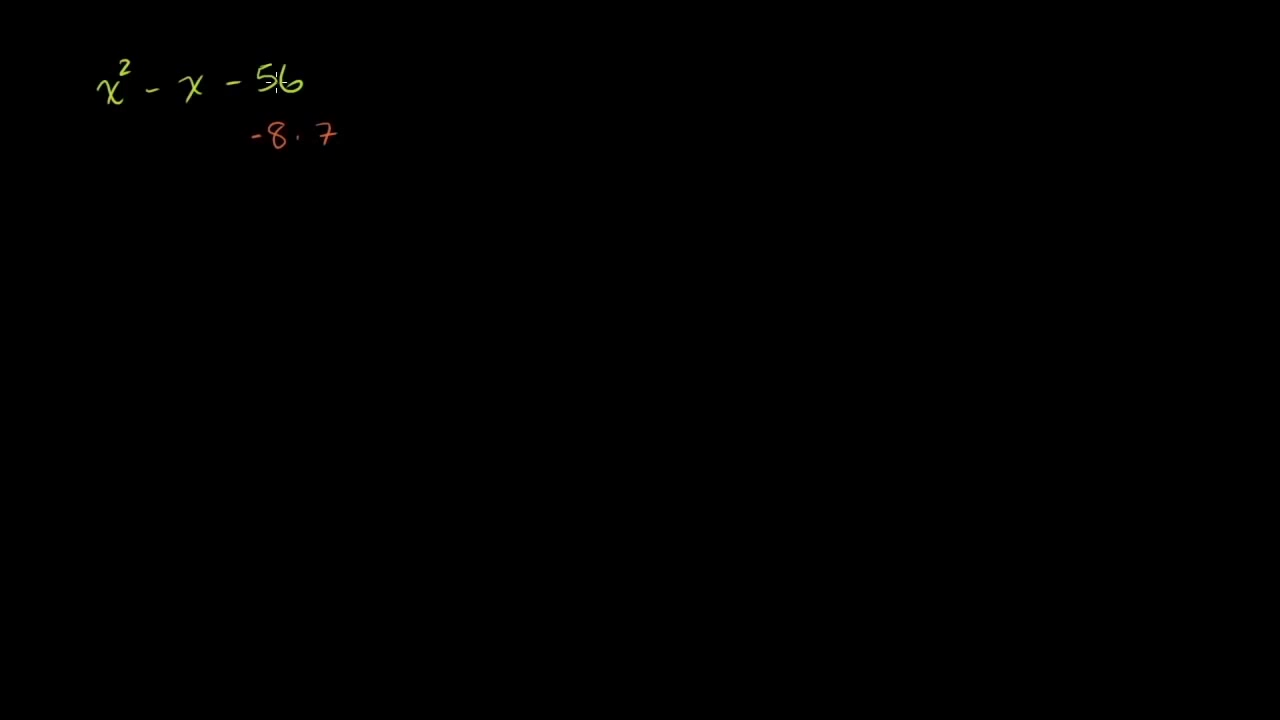 x² - x - 56
-8 · 7